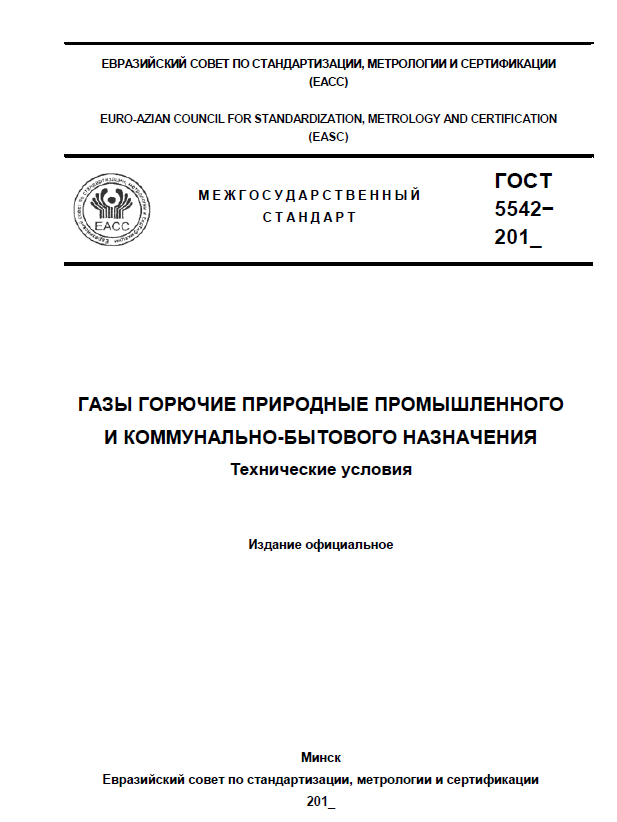 ЕВРАЗИЙСКИЙ СОВЕТ ПО СТАНДАРТИЗАЦИИ, МЕТРОЛОГИИ И СЕРТИФИКАЦИИ
(ЕАСС)
EURO-AZIAN COUNCIL FOR STANDARDIZATION, METROLOGY AND CERTIFICATION
(EASC)
ЕАСС
МЕЖГОСУДАРСТВЕННЫЙ
СТАНДАРТ
ГОСТ
5542–
201_
ГАЗЫ ГОРЮЧИЕ ПРИРОДНЫЕ ПРОМЫШЛЕННОГО
И КОММУНАЛЬНО-БЫТОВОГО НАЗНАЧЕНИЯ
Технические условия
Издание официальное
Минск
Евразийский совет по стандартизации, метрологии и сертификации
201_